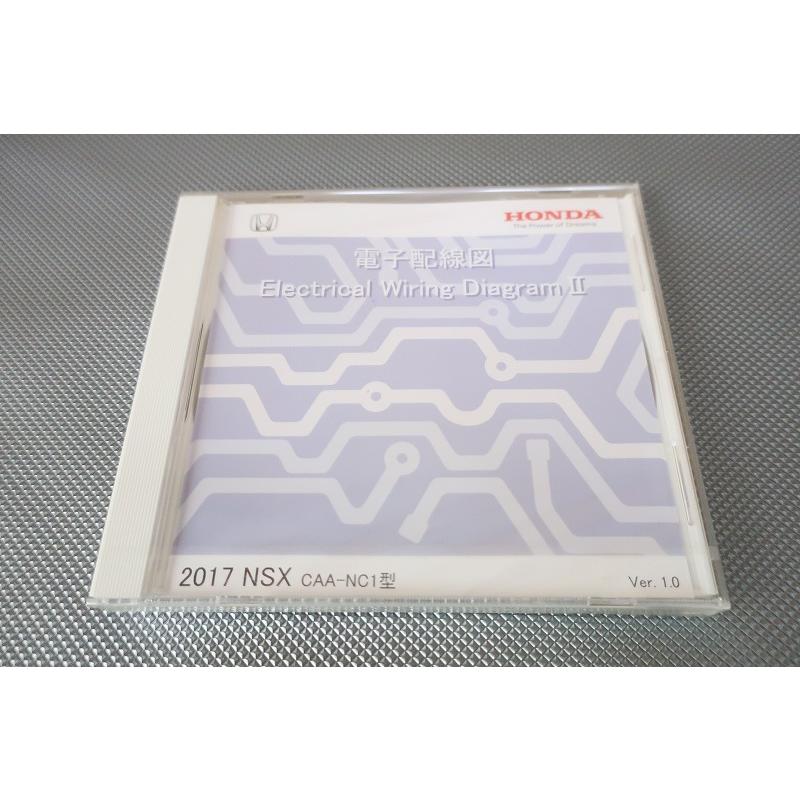 HONDA
The Power of Dreams
電子配線図
Electrical Wiring Diagram Ⅱ
2017 NSX CAA-NC1型
Ver. 1.0